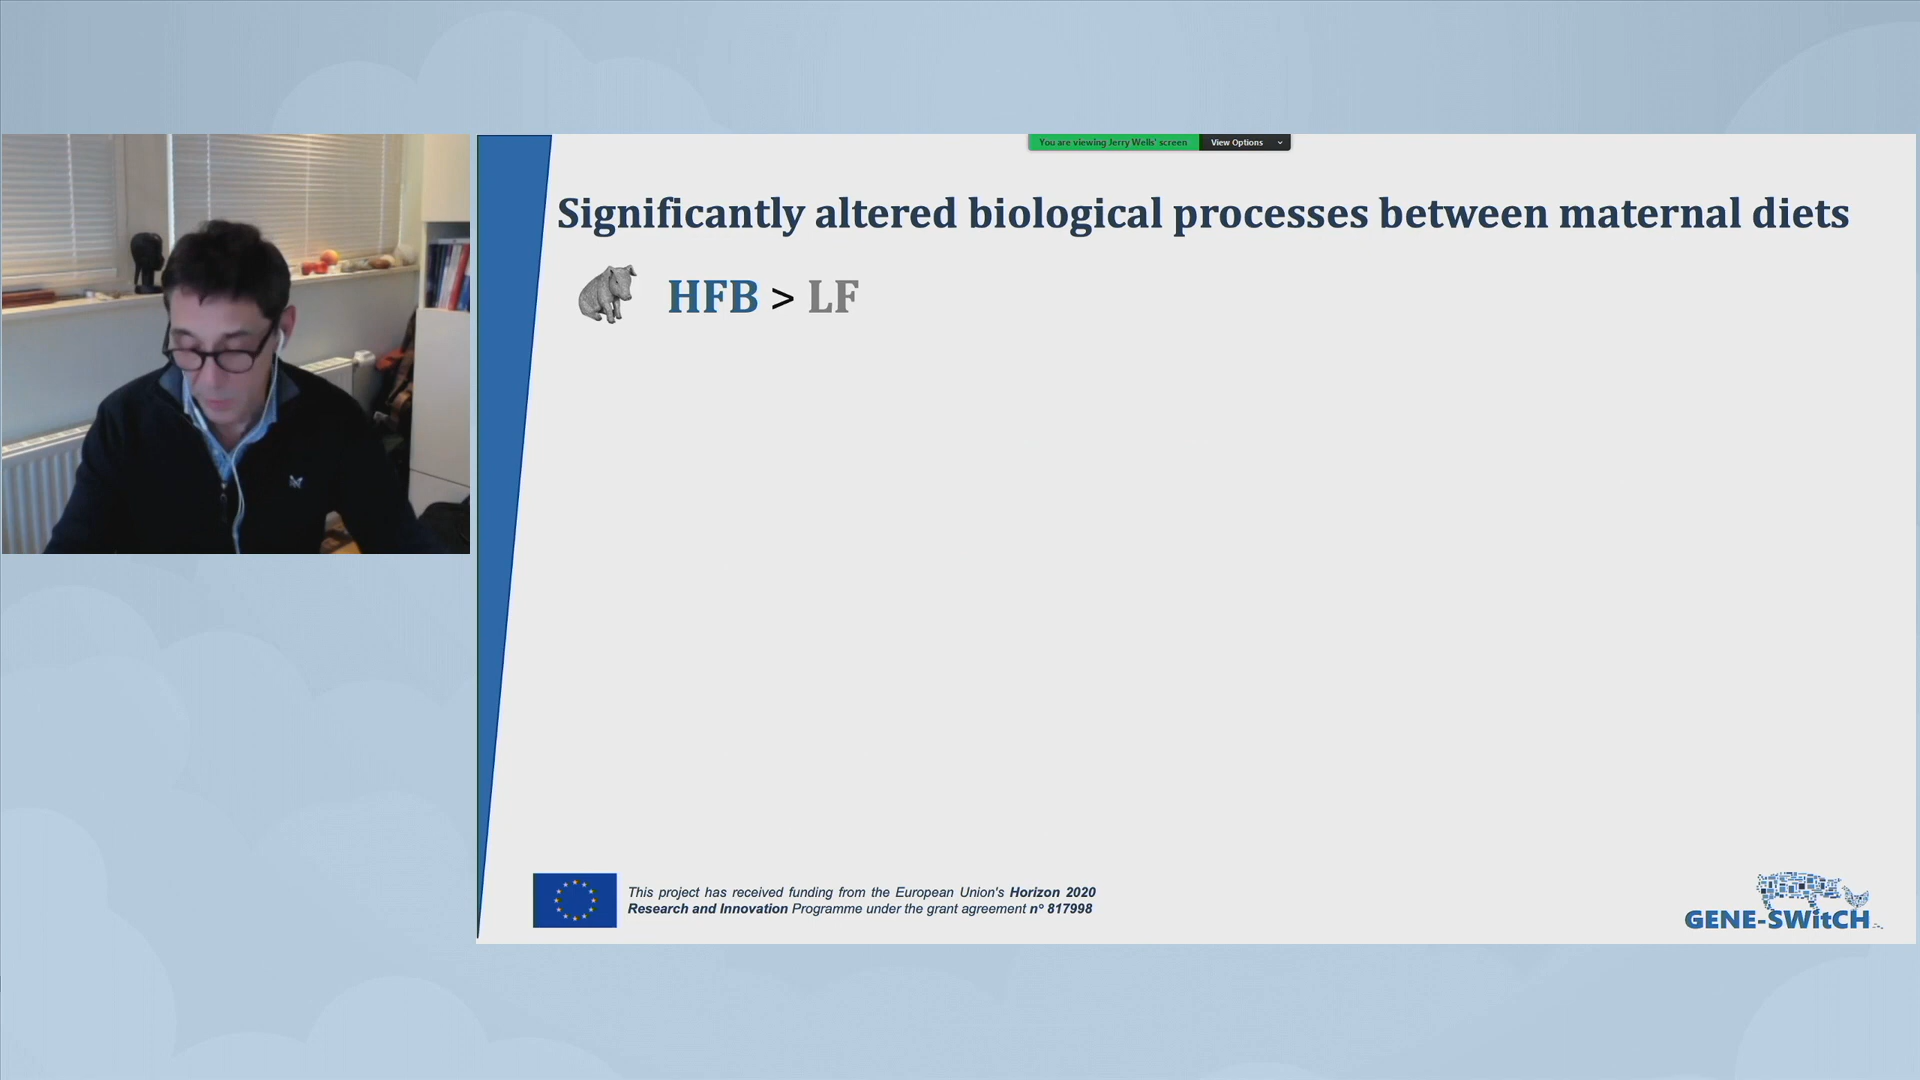 You are viewing Jerry Wells' screen View Options
Significantly altered biological processes between maternal diets
HFB > LF
This project has received funding from the European Union's Horizon 2020
Research and Innovation Programme under the grant agreement nº 817998
GENE-SWitCH